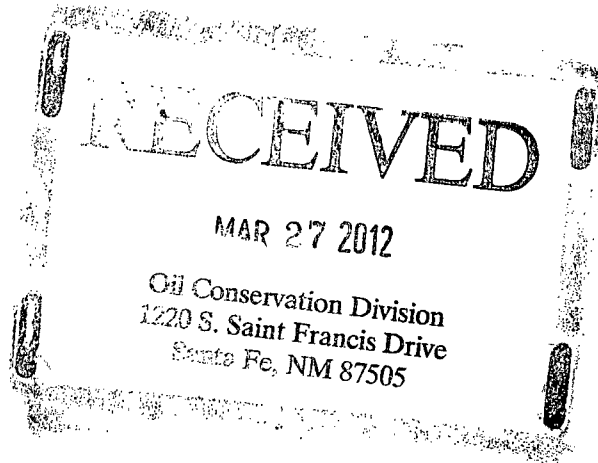 RECEIVED
MAR 27 2012
Oil Conservation Division
1220 S. Saint Francis Drive
Santa Fe, NM 87505